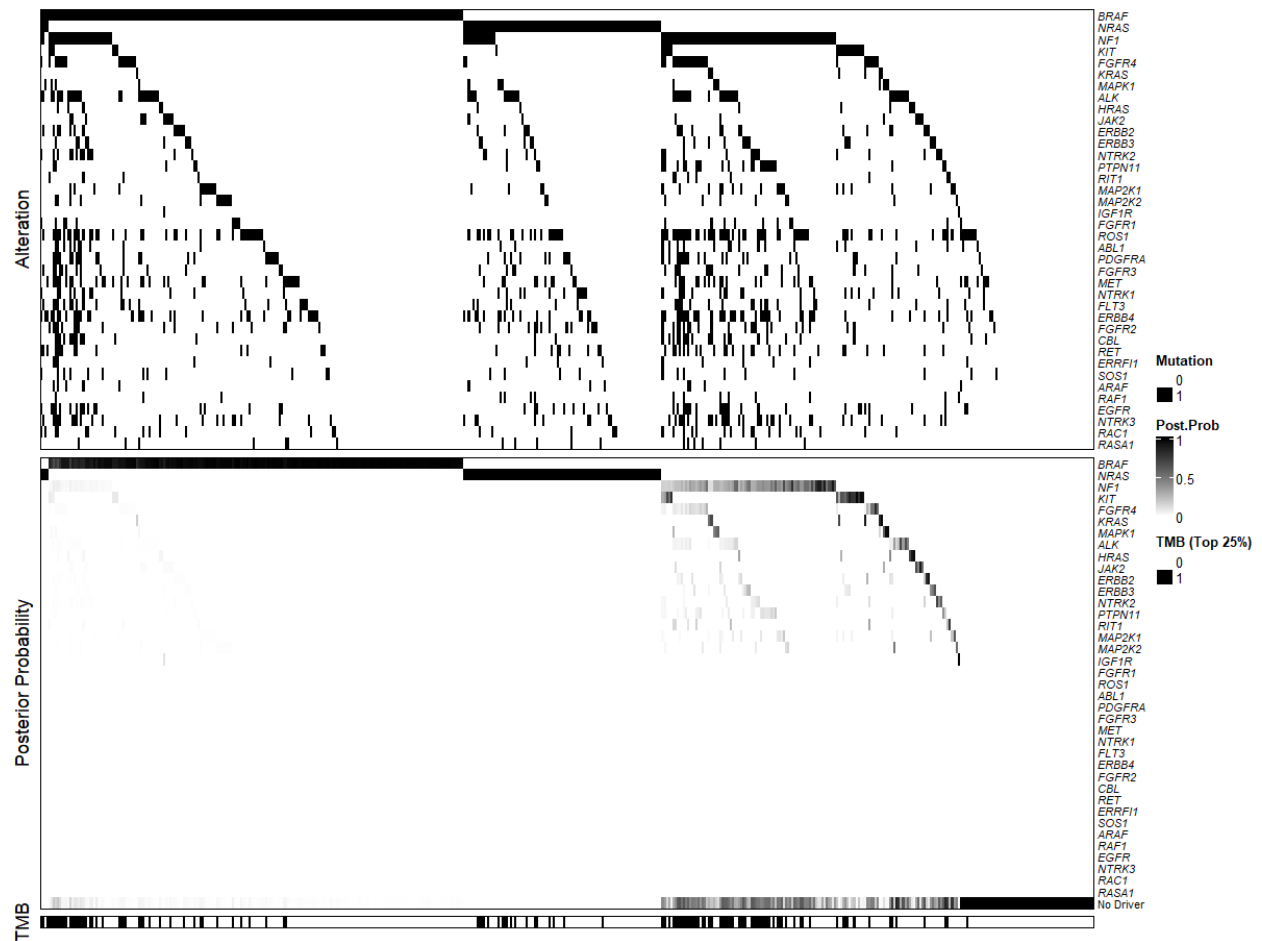 Alteration
BRAF
NRAS
NF1
KIT
FGFR4
KRAS
MAPK1
ALK
HRAS
JAK2
ERBB2
ERBB3
NTRK2
PTPN11
RIT1
MAP2K1
MAP2K2
IGF1R
FGFR1
ROS1
ABL1
PDGFRA
FGFR3
MET
NTRK1
FLT3
ERBB4
FGFR2
CBL
RET
ERRFI1
SOS1
ARAF
RAF1
EGFR
NTRK3
RAC1
RASA1
Posterior Probability
BRAF
NRAS
NF1
KIT
FGFR4
KRAS
MAPK1
ALK
HRAS
JAK2
ERBB2
ERBB3
NTRK2
PTPN11
RIT1
MAP2K1
MAP2K2
IGF1R
FGFR1
ROS1
ABL1
PDGFRA
FGFR3
MET
NTRK1
FLT3
ERBB4
FGFR2
CBL
RET
ERRFI1
SOS1
ARAF
RAF1
EGFR
NTRK3
RAC1
RASA1
No Driver
TMB
Mutation
0
1
Post.Prob
1
0.5
0
TMB (Top 25%)
0
1